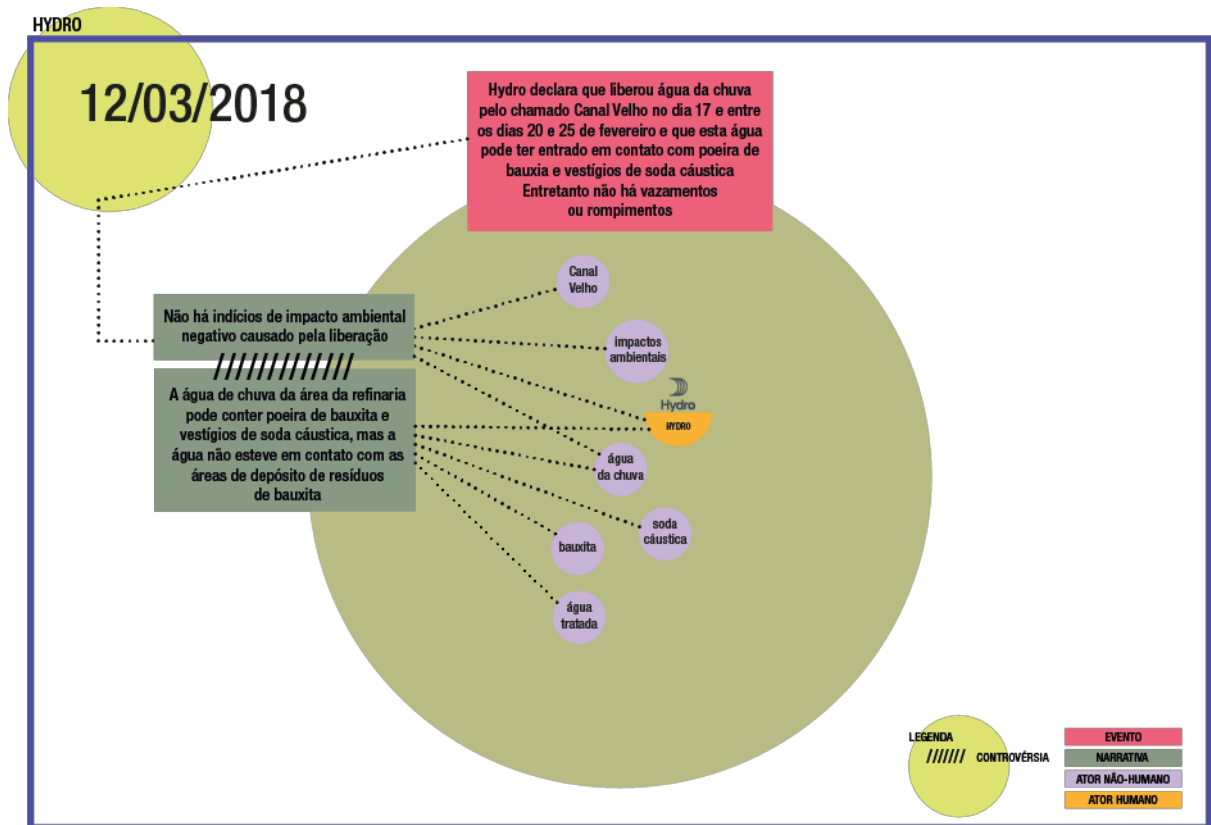 HYDRO
12/03/2018
Hydro declara que liberou água da chuva
pelo chamado Canal Velho no dia 17 e entre
os dias 20 e 25 de fevereiro e que esta água
pode ter entrado em contato com poeira de
bauxia e vestígios de soda cáustica
Entretanto não há vazamentos
ou rompimentos
Canal
Velho
Não há indícios de impacto ambiental
negativo causado pela liberação
impactos
ambientais
/////////////
A água de chuva da área da refinaria
pode conter poeira de bauxita e
vestígios de soda cáustica, mas a
água não esteve em contato com as
áreas de depósito de resíduos
de bauxita
Hydro
HYDRO
água
da chuva
soda
cáustica
bauxita
água
tratada
LEGENDA
/////// CONTROVÉRSIA
EVENTO
NARRATIVA
ATOR NÃO-HUMANO
ATOR HUMANO